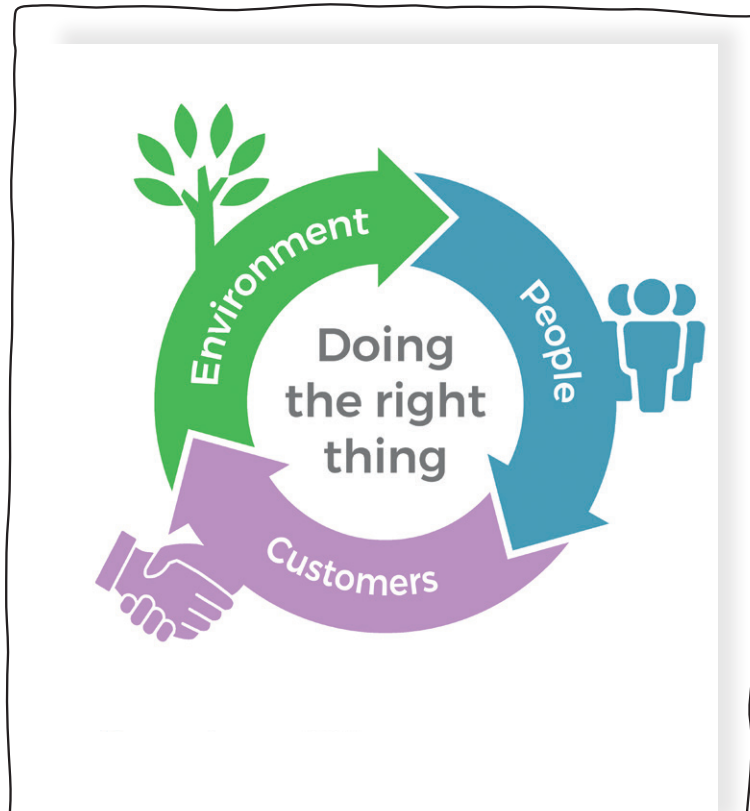 Environment
People
Doing
the right
thing
Customers